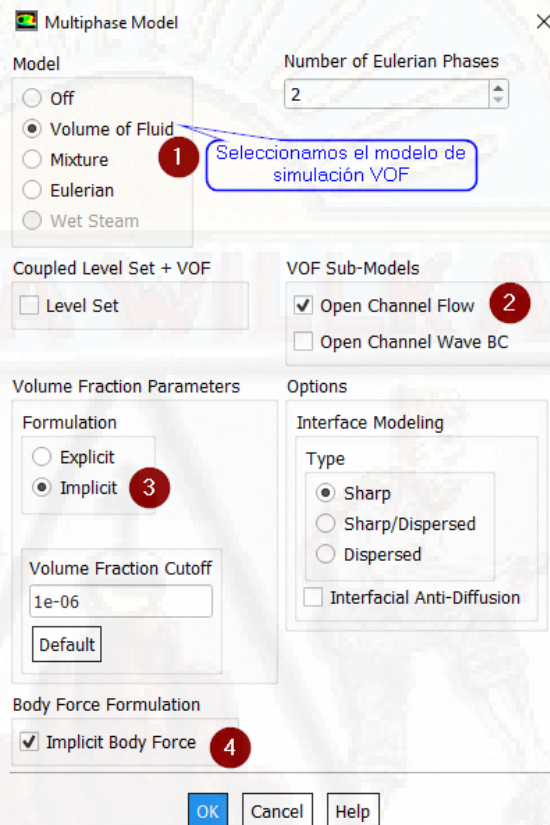 Multiphase Model
Model
Number of Eulerian Phases
Off
2
Volume of Fluid
Mixture
1
Seleccionamos el modelo de
simulación VOF
Eulerian
Wet Steam
Coupled Level Set + VOF
VOF Sub-Models
Level Set
Open Channel Flow
2
Open Channel Wave BC
Volume Fraction Parameters
Options
Formulation
Interface Modeling
Explicit
Type
Implicit
3
Sharp
Sharp/Dispersed
Dispersed
Volume Fraction Cutoff
1e-06
Interfacial Anti-Diffusion
Default
Body Force Formulation
Implicit Body Force
4
OK
Cancel
Help